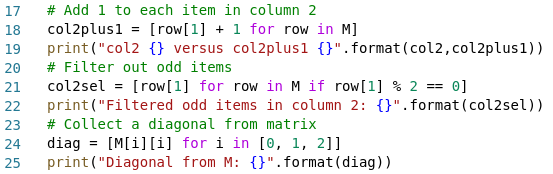 17 # Add 1 to each item in column 2
18 col2plus1 = [row[1] + 1 for row in M]
19 print("col2 {} versus col2plus1 {}".format(col2,col2plus1))
20 # Filter out odd items
21 col2sel = [row[1] for row in M if row[1] % 2 == 0]
22 print("Filtered odd items in column 2: {}".format(col2sel))
23 # Collect a diagonal from matrix
24 diag = [M[i][i] for i in [0, 1, 2]]
25 print("Diagonal from M: {}".format(diag))